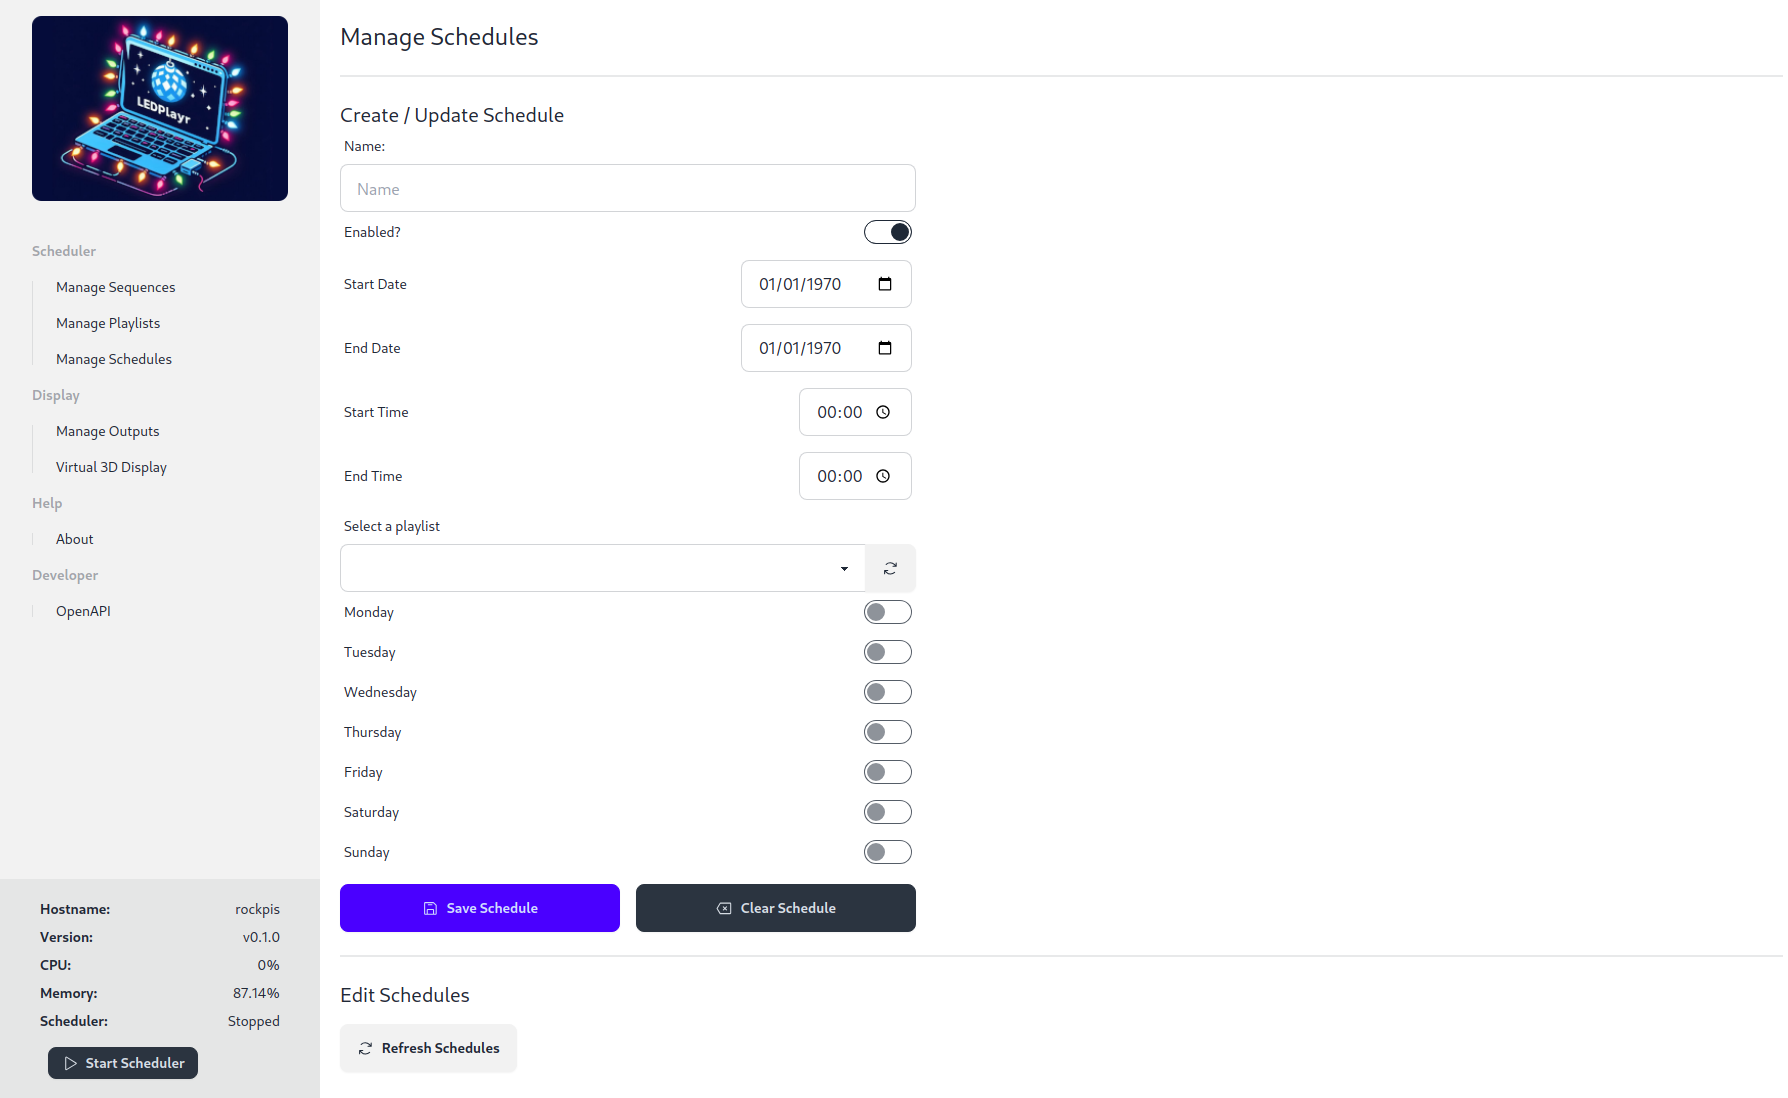 LEDPlayr
Scheduler
Manage Sequences
Manage Playlists
Manage Schedules
Display
Manage Outputs
Virtual 3D Display
Help
About
Developer
OpenAPI
Hostname: rockpis
Version: v0.1.0
CPU: 0%
Memory: 87.14%
Scheduler: Stopped
Start Scheduler
Manage Schedules
Create / Update Schedule
Name:
Name
Enabled?
Start Date 01/01/1970
End Date 01/01/1970
Start Time 00:00
End Time 00:00
Select a playlist
Monday
Tuesday
Wednesday
Thursday
Friday
Saturday
Sunday
Save Schedule Clear Schedule
Edit Schedules
Refresh Schedules